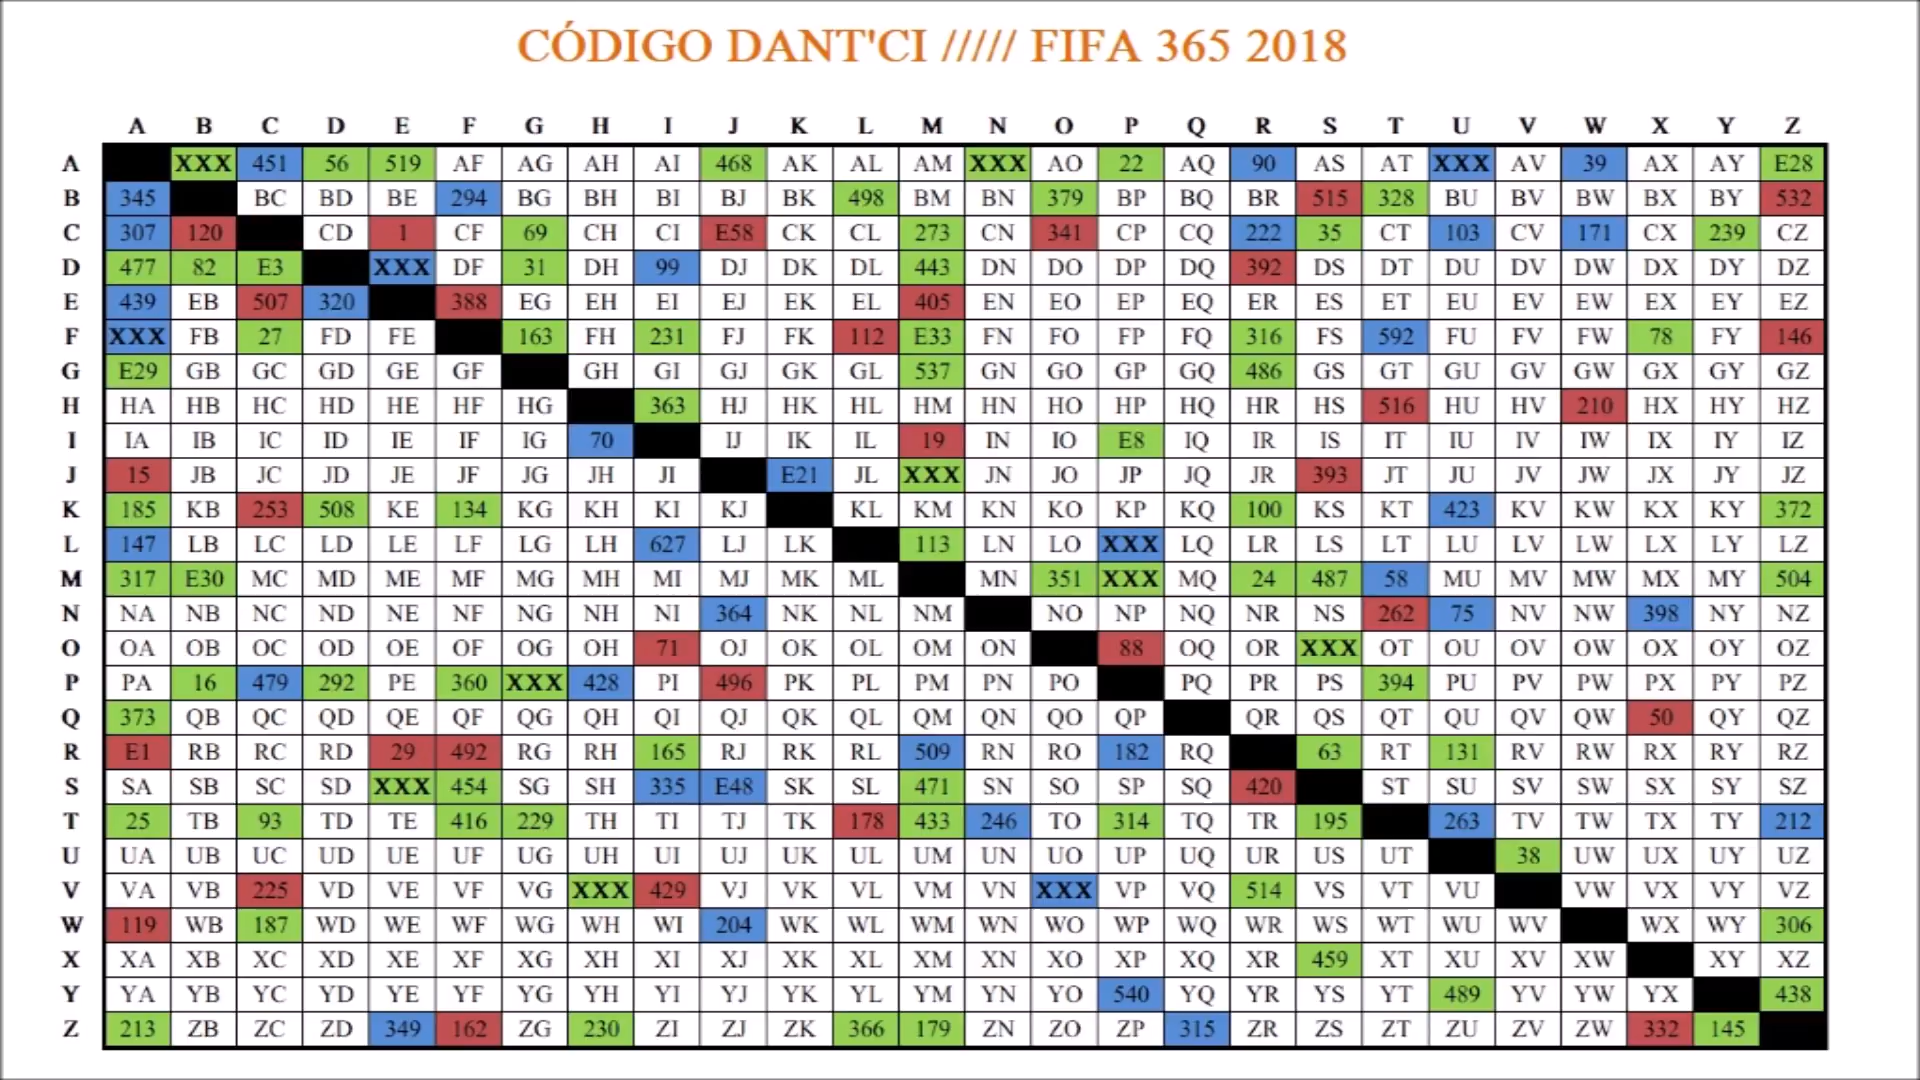 CÓDIGO DANT'CI ///// FIFA 365 2018
A B C D E F G H I J K L M N O P Q R S T U V W X Y Z
A XXX 451 56 519 AF AG AH AI 468 AK AL AM XXX AO 22 AQ 90 AS AT XXX AV 39 AX AY E28
B 345 BC BD BE 294 BG BH BI BJ BK 498 BM BN 379 BP BQ BR 515 328 BU BV BW BX BY 532
C 307 120 CD 1 CF 69 CH CI E58 CK CL 273 CN 341 CP CQ 222 35 CT 103 CV 171 CX 239 CZ
D 477 82 E3 XXX DF 31 DH 99 DJ DK DL 443 DN DO DP DQ 392 DS DT DU DV DW DX DY DZ
E 439 EB 507 320 388 EG EH EI EJ EK EL 405 EN EO EP EQ ER ES ET EU EV EW EX EY EZ
F XXX FB 27 FD FE 163 FH 231 FJ FK 112 E33 FN FO FP FQ 316 FS 592 FU FV FW 78 FY 146
G E29 GB GC GD GE GF GH GI GJ GK GL 537 GN GO GP GQ 486 GS GT GU GV GW GX GY GZ
H HA HB HC HD HE HF HG 363 HJ HK HL HM HN HO HP HQ HR HS 516 HU HV 210 HX HY HZ
I IA IB IC ID IE IF IG 70 IJ IK IL 19 IN IO E8 IQ IR IS IT IU IV IW IX IY IZ
J 15 JB JC JD JE JF JG JH JI E21 JL XXX JN JO JP JQ JR 393 JT JU JV JW JX JY JZ
K 185 KB 253 508 KE 134 KG KH KI KJ KL KM KN KO KP KQ 100 KS KT 423 KV KW KX KY 372
L 147 LB LC LD LE LF LG LH 627 LJ LK 113 LN LO XXX LQ LR LS LT LU LV LW LX LY LZ
M 317 E30 MC MD ME MF MG MH MI MJ MK ML MN 351 XXX MQ 24 487 58 MU MV MW MX MY 504
N NA NB NC ND NE NF NG NH NI 364 NK NL NM NO NP NQ NR NS 262 75 NV NW 398 NY NZ
O OA OB OC OD OE OF OG OH 71 OJ OK OL OM ON 88 OQ OR XXX OT OU OV OW OX OY OZ
P PA 16 479 292 PE 360 XXX 428 PI 496 PK PL PM PN PO PQ PR PS 394 PU PV PW PX PY PZ
Q 373 QB QC QD QE QF QG QH QI QJ QK QL QM QN QO QP QR QS QT QU QV QW 50 QY QZ
R E1 RB RC RD 29 492 RG RH 165 RJ RK RL 509 RN RO 182 RQ 63 RT 131 RV RW RX RY RZ
S SA SB SC SD XXX 454 SG SH 335 E48 SK SL 471 SN SO SP SQ 420 ST SU SV SW SX SY SZ
T 25 TB 93 TD TE 416 229 TH TI TJ TK 178 433 246 TO 314 TQ TR 195 263 TV TW TX TY 212
U UA UB UC UD UE UF UG UH UI UJ UK UL UM UN UO UP UQ UR US UT 38 UW UX UY UZ
V VA VB 225 VD VE VF VG XXX 429 VJ VK VL VM VN XXX VP VQ 514 VS VT VU VW VX VY VZ
W 119 WB 187 WD WE WF WG WH WI 204 WK WL WM WN WO WP WQ WR WS WT WU WV WX WY 306
X XA XB XC XD XE XF XG XH XI XJ XK XL XM XN XO XP XQ XR 459 XT XU XV XW XY XZ
Y YA YB YC YD YE YF YG YH YI YJ YK YL YM YN YO 540 YQ YR YS YT 489 YV YW YX 438
Z 213 ZB ZC ZD 349 162 ZG 230 ZI ZJ ZK 366 179 ZN ZO ZP 315 ZR ZS ZT ZU ZV ZW 332 145